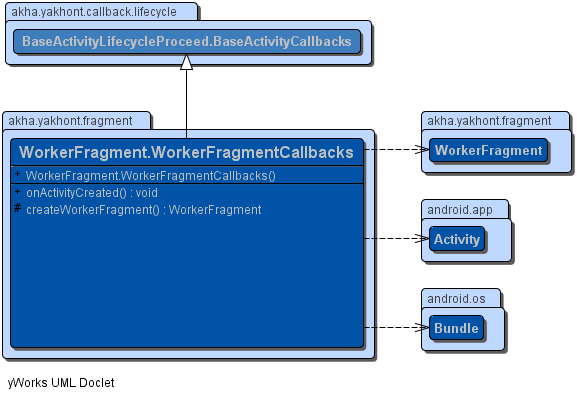 akha.yakhont.callback.lifecycle
BaseActivityLifecycleProceed.BaseActivityCallbacks
akha.yakhont.fragment
WorkerFragment.WorkerFragmentCallbacks
+ WorkerFragment.WorkerFragmentCallbacks()
+ onActivityCreated() : void
# createWorkerFragment() : WorkerFragment
akha.yakhont.fragment
WorkerFragment
android.app
Activity
android.os
Bundle
yWorks UML Doclet